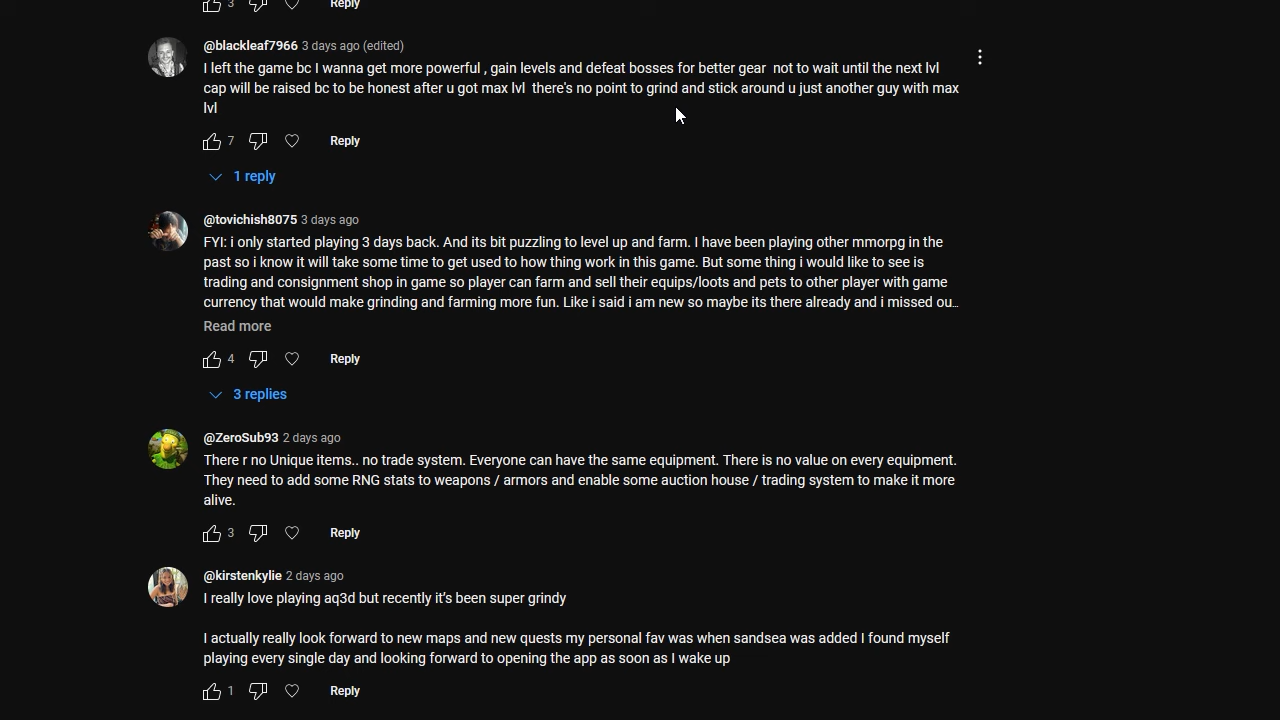 3 Reply
@blackleaf7966 3 days ago (edited)
I left the game bc I wanna get more powerful , gain levels and defeat bosses for better gear  not to wait until the next lvl
cap will be raised bc to be honest after u got max lvl  there's no point to grind and stick around u just another guy with max
lvl
7 Reply
1 reply
@tovichish8075 3 days ago
FYI: i only started playing 3 days back. And its bit puzzling to level up and farm. I have been playing other mmorpg in the
past so i know it will take some time to get used to how thing work in this game. But some thing i would like to see is
trading and consignment shop in game so player can farm and sell their equips/loots and pets to other player with game
currency that would make grinding and farming more fun. Like i said i am new so maybe its there already and i missed ou...
Read more
4 Reply
3 replies
@ZeroSub93 2 days ago
There r no Unique items.. no trade system. Everyone can have the same equipment. There is no value on every equipment.
They need to add some RNG stats to weapons / armors and enable some auction house / trading system to make it more
alive.
3 Reply
@kirstenkylie 2 days ago
I really love playing aq3d but recently it's been super grindy
I actually really look forward to new maps and new quests my personal fav was when sandsea was added I found myself
playing every single day and looking forward to opening the app as soon as I wake up
1 Reply